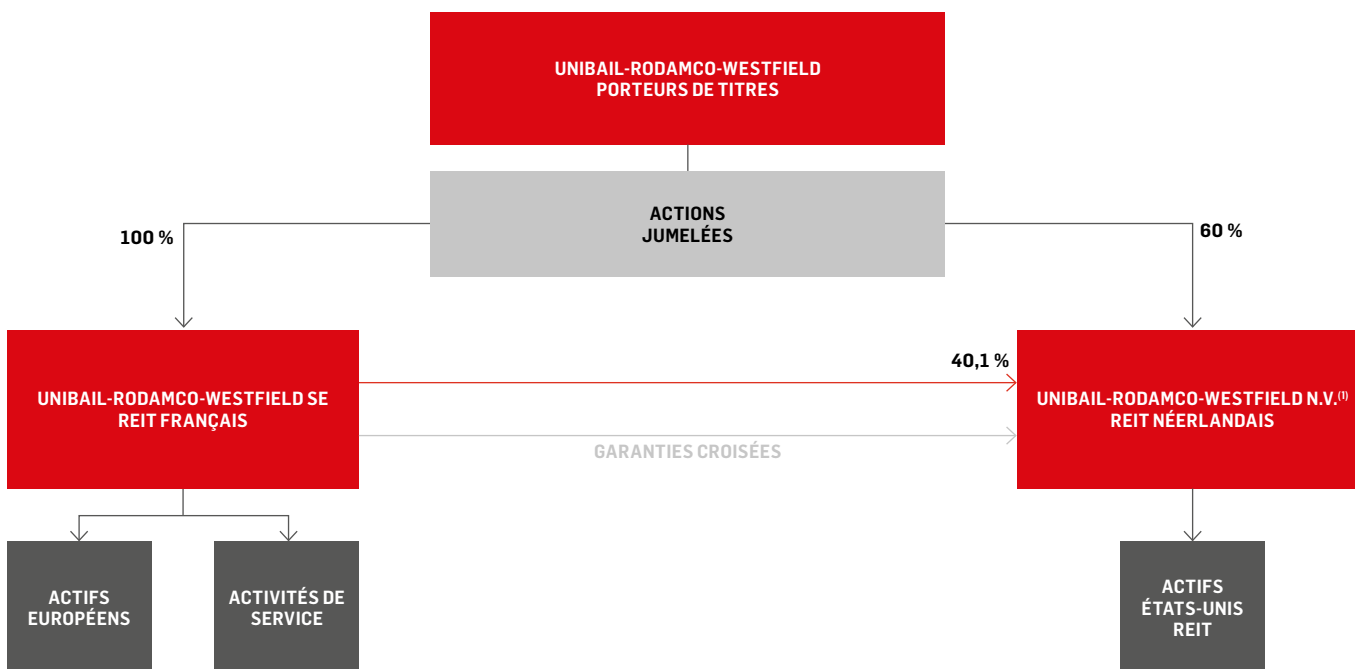 UNIBAIL-RODAMCO-WESTFIELD
PORTEURS DE TITRES
ACTIONS
JUMELÉES
100 %
60 %
40,1 %
UNIBAIL-RODAMCO-WESTFIELD SE
REIT FRANÇAIS
UNIBAIL-RODAMCO-WESTFIELD N.V.(1)
REIT NÉERLANDAIS
GARANTIES CROISÉES
ACTIFS
EUROPÉENS
ACTIVITÉS DE
SERVICE
ACTIFS
ÉTATS-UNIS
REIT